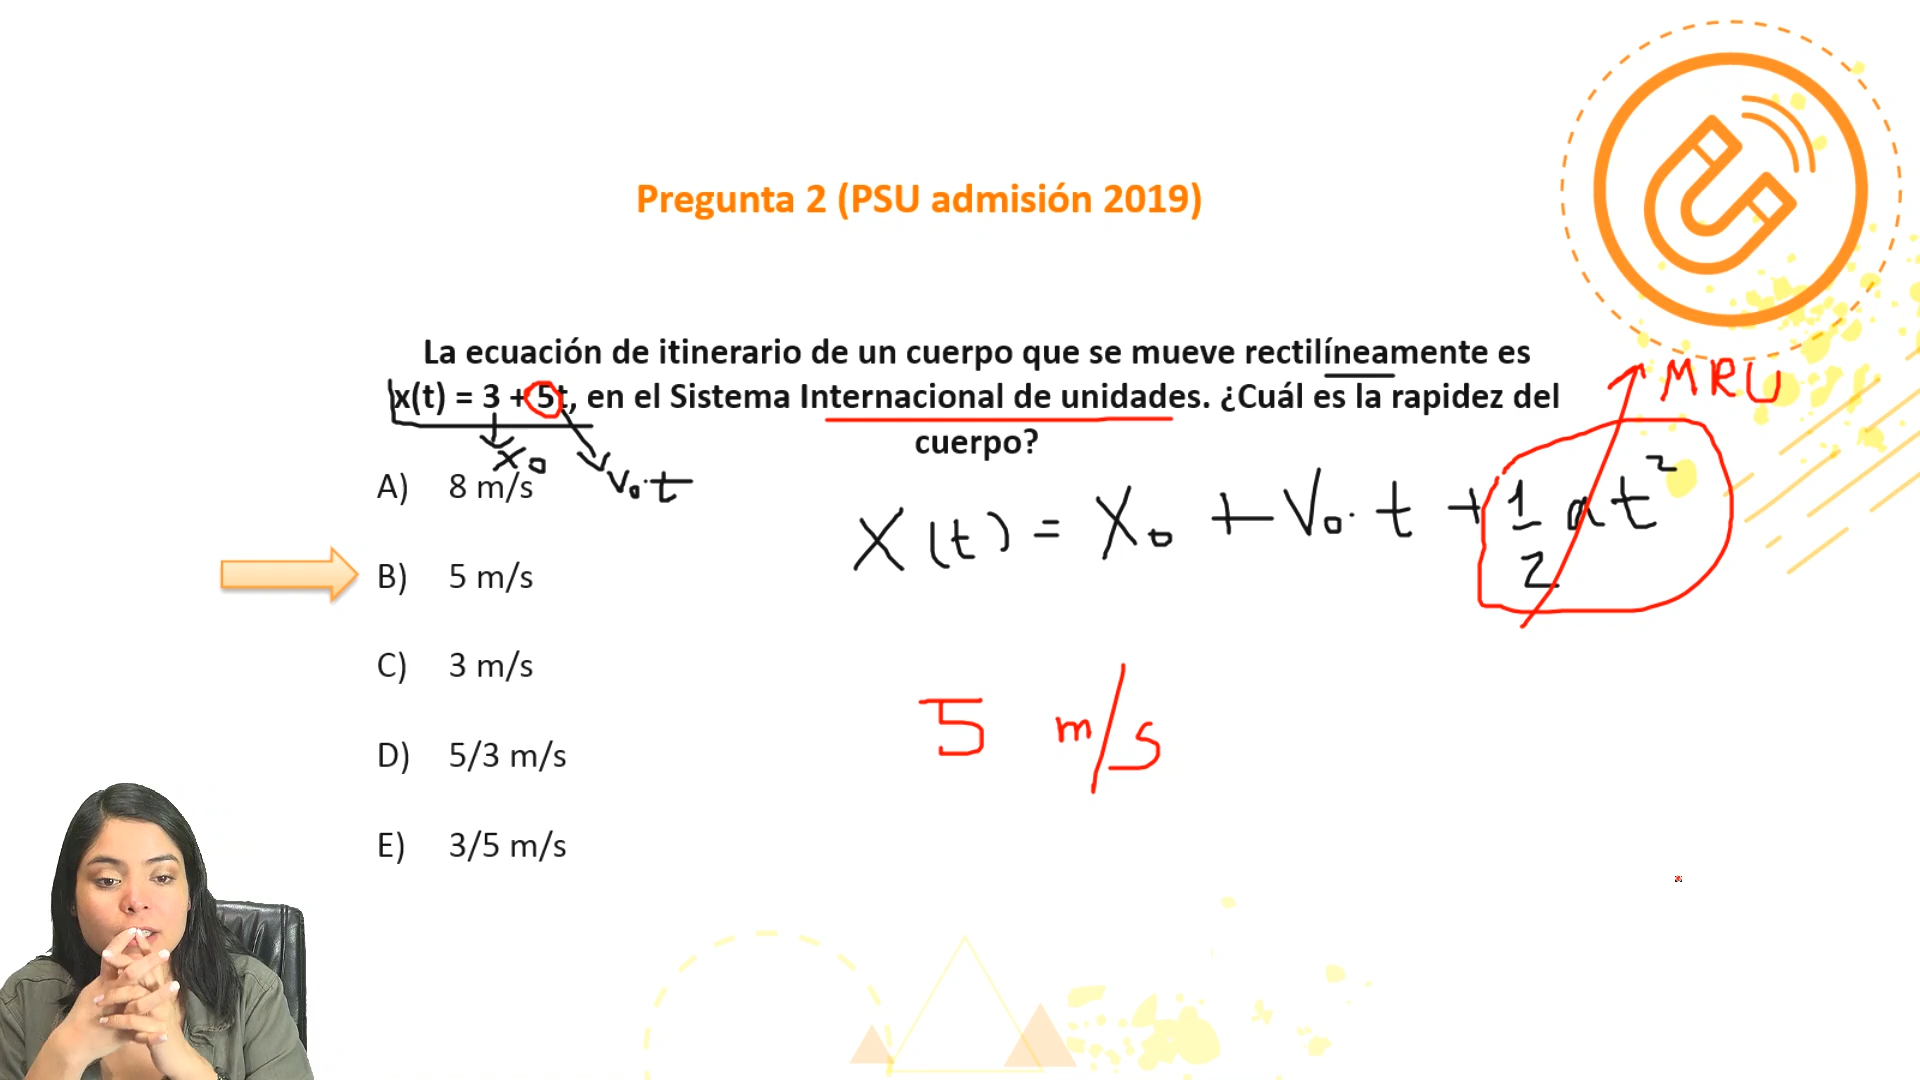 Pregunta 2 (PSU admisión 2019)
La ecuación de itinerario de un cuerpo que se mueve rectilíneamente es
x(t) = 3 + 5t, en el Sistema Internacional de unidades. ¿Cuál es la rapidez del
cuerpo?
MRU
x₀
v₀·t
A) 8 m/s
X(t) = X₀ + V₀·t + 1/2 at²
B) 5 m/s
C) 3 m/s
5 m/s
D) 5/3 m/s
E) 3/5 m/s